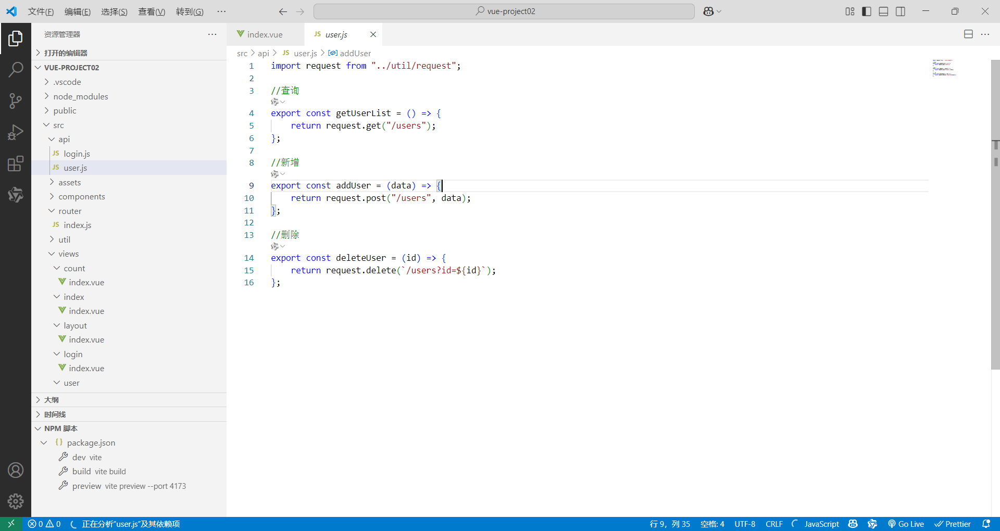 文件(F) 编辑(E) 选择(S) 查看(V) 转到(G) ···
vue-project02
资源管理器
打开的编辑器
VUE-PROJECT02
.vscode
node_modules
public
src
api
JS login.js
JS user.js
assets
components
router
JS index.js
util
views
count
index.vue
index
index.vue
layout
index.vue
login
index.vue
user
大纲
时间线
NPM 脚本
{} package.json
dev vite
build vite build
preview vite preview --port 4173
index.vue
JS user.js
src > api > JS user.js > addUser
1 import request from "../util/request";
2
3 //查询
4 export const getUserList = () => {
5 return request.get("/users");
6 };
7
8 //新增
9 export const addUser = (data) => {
10 return request.post("/users", data);
11 };
12
13 //删除
14 export const deleteUser = (id) => {
15 return request.delete(`/users?id=${id}`);
16 };
0 0 正在分析“user.js”及其依赖项
行 9，列 35 空格: 4 UTF-8 CRLF JavaScript Go Live Prettier